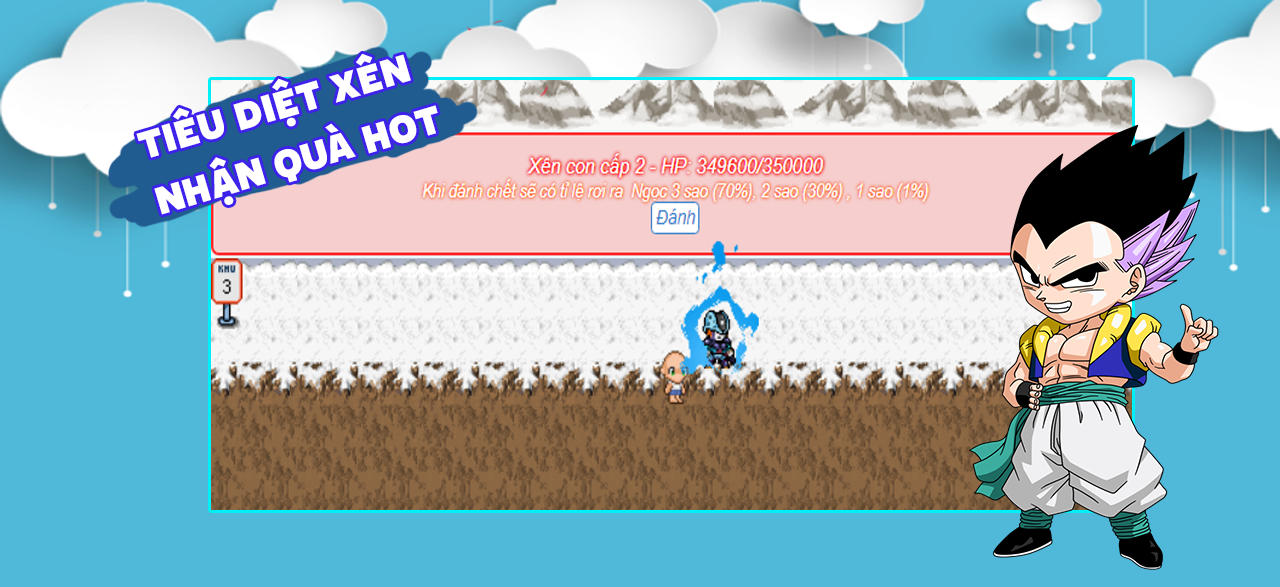 TIÊU DIỆT XÊN
NHẬN QUÀ HOT
Xên con cấp 2 - HP: 349600/350000
Khi đánh chết sẽ có tỉ lệ rơi ra Ngọc 3 sao (70%), 2 sao (30%) , 1 sao (1%)
Đánh
KHU
3